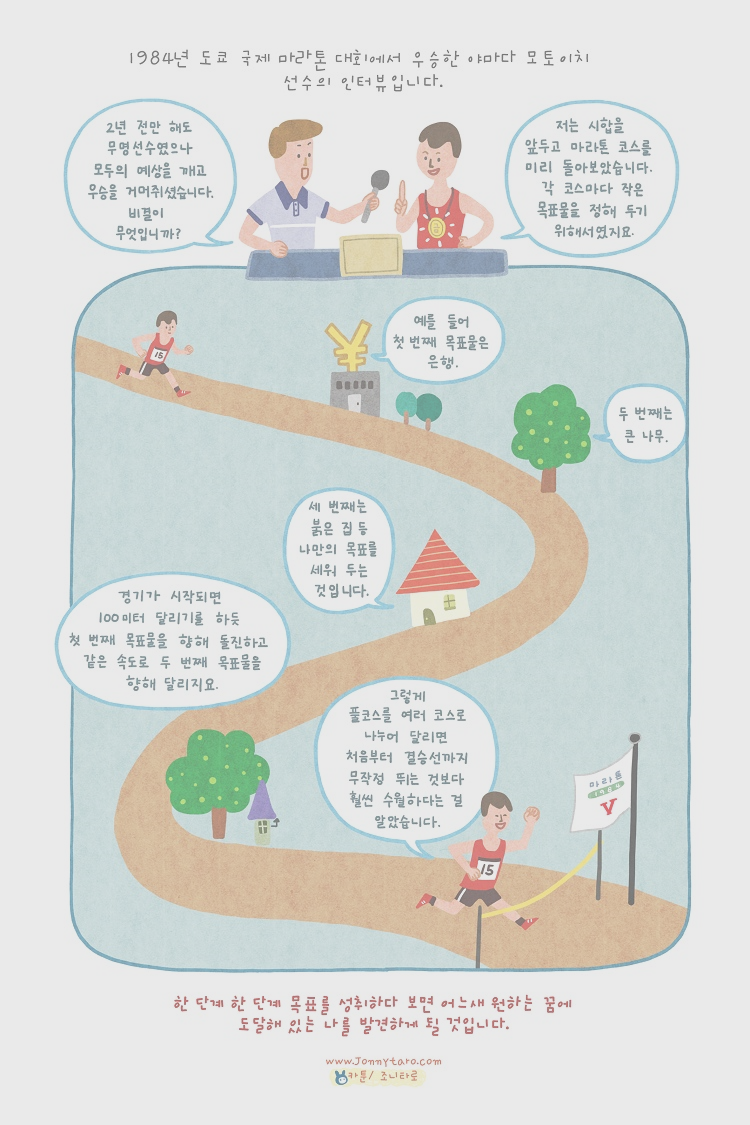 1984년 도쿄 국제 마라톤 대회에서 우승한 야마다 모토이치
선수의 인터뷰입니다.
2년 전만 해도
무명선수였으나
모두의 예상을 깨고
우승을 거머쥐셨습니다.
비결이
무엇입니까?
저는 시합을
앞두고 마라톤 코스를
미리 돌아보았습니다.
각 코스마다 작은
목표물을 정해 두기
위해서였지요.
예를 들어
첫 번째 목표물은
은행.
두 번째는
큰 나무.
세 번째는
붉은 집 등
나만의 목표를
세워 두는
것입니다.
경기가 시작되면
100미터 달리기를 하듯
첫 번째 목표물을 향해 돌진하고
같은 속도로 두 번째 목표물을
향해 달리지요.
그렇게
풀코스를 여러 코스로
나누어 달리면
처음부터 결승선까지
무작정 뛰는 것보다
훨씬 수월하다는 걸
알았습니다.
15
마라톤
V
15
한 단계 한 단계 목표를 성취하다 보면 어느새 원하는 꿈에
도달해 있는 나를 발견하게 될 것입니다.
www.Jonnytaro.com
카툰/ 조니타로